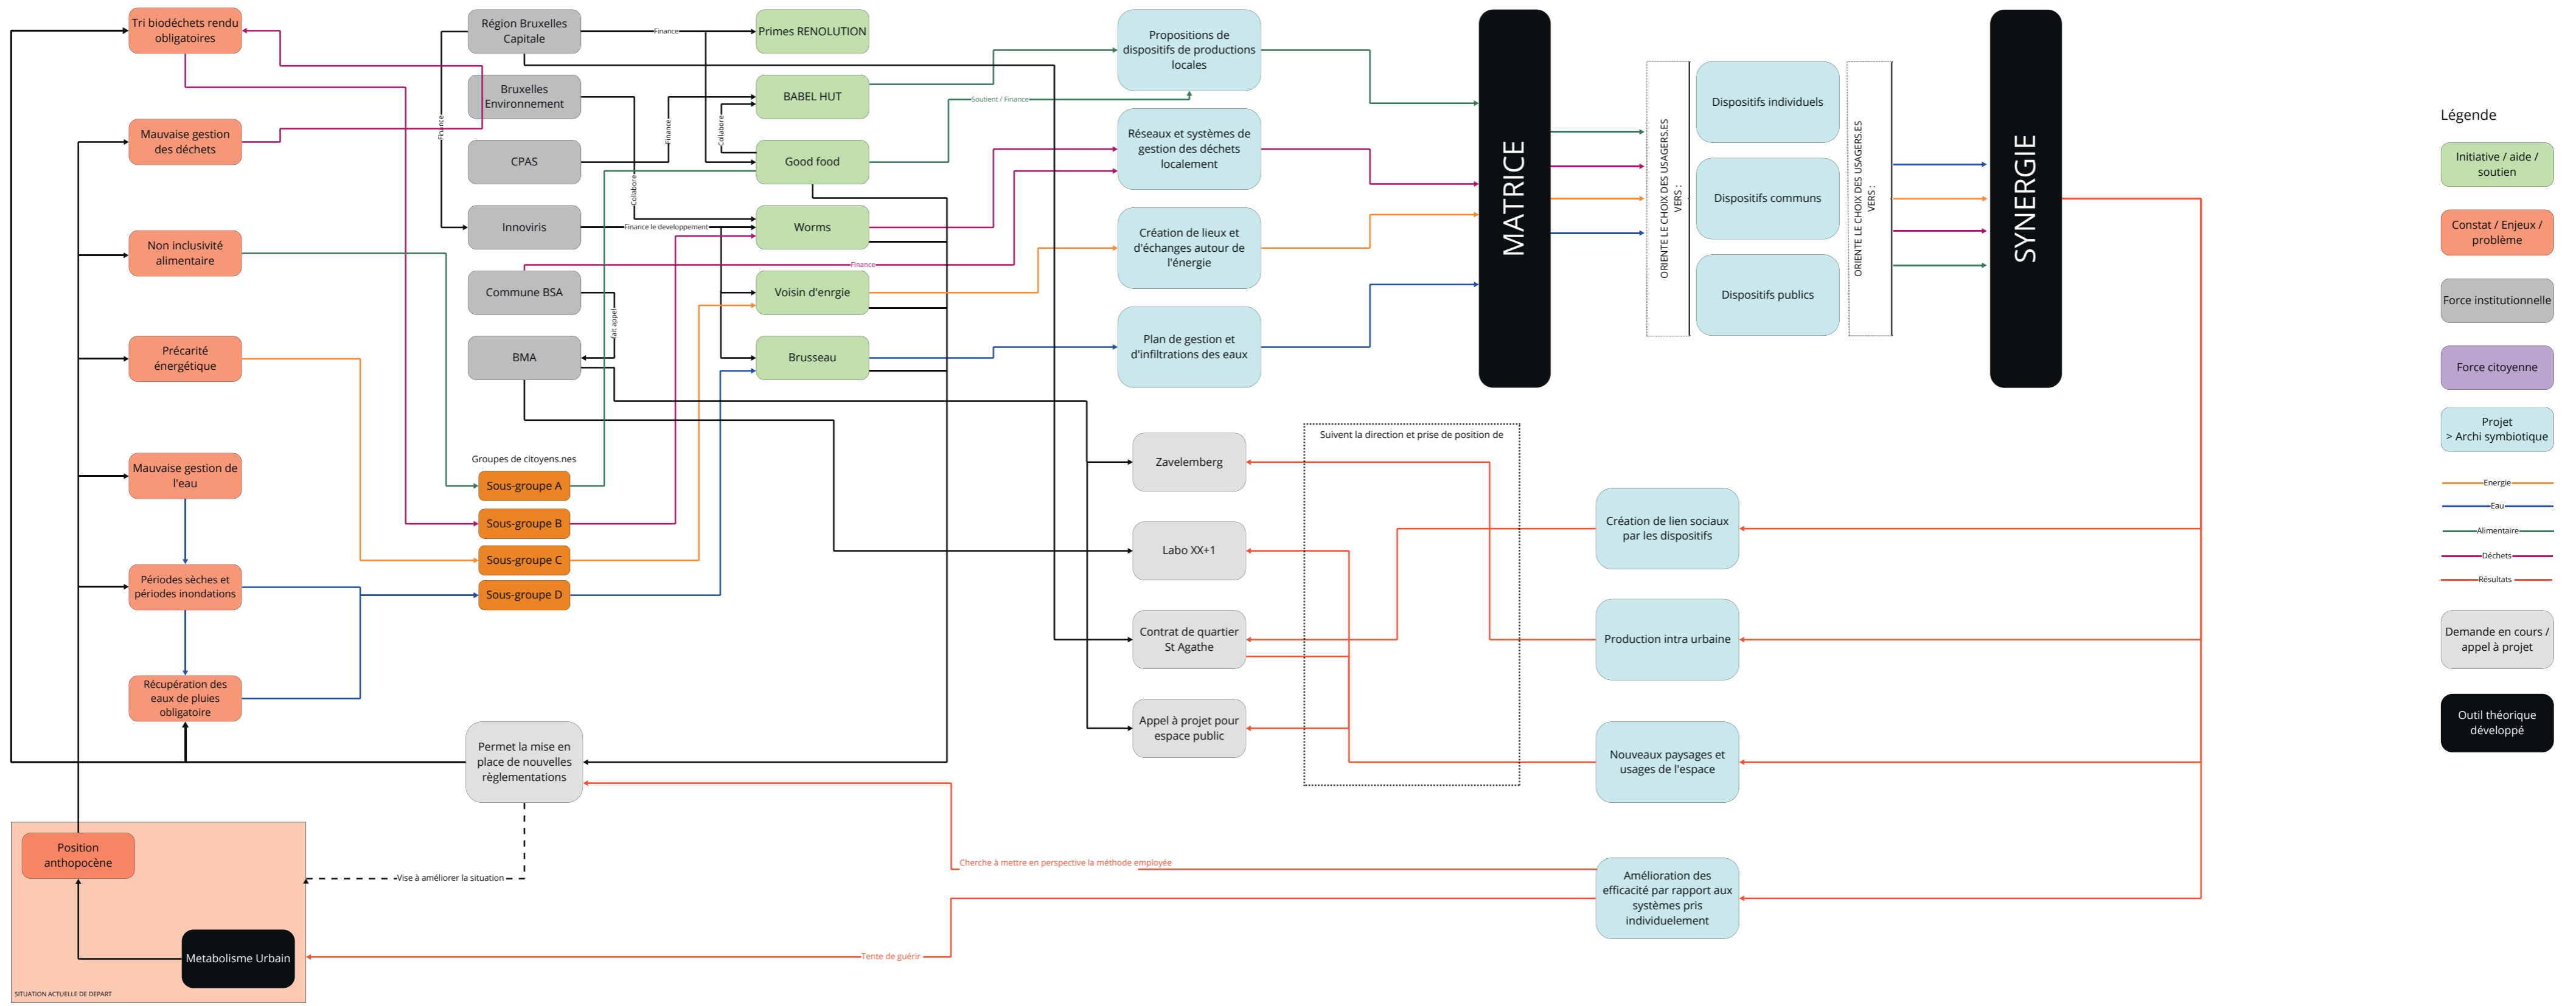 Tri biodéchets rendu
obligatoires
Mauvaise gestion
des déchets
Non inclusivité
alimentaire
Précarité
énergétique
Mauvaise gestion de
l'eau
Périodes sèches et
périodes inondations
Récupération des
eaux de pluies
obligatoire
Position
anthopocène
Metabolisme Urbain
SITUATION ACTUELLE DE DEPART
Région Bruxelles
Capitale
Bruxelles
Environnement
CPAS
Innoviris
Commune BSA
BMA
Finance
Finance
Finance
Collabore
Collabore
Finance le developpement
Finance
Fait appel
Soutient / Finance
Groupes de citoyens.nes
Sous-groupe A
Sous-groupe B
Sous-groupe C
Sous-groupe D
Permet la mise en
place de nouvelles
règlementations
Vise à améliorer la situation
Primes RENOLUTION
BABEL HUT
Good food
Worms
Voisin d'enrgie
Brusseau
Propositions de
dispositifs de productions
locales
Réseaux et systèmes de
gestion des déchets
localement
Création de lieux et
d'échanges autour de
l'énergie
Plan de gestion et
d'infiltrations des eaux
Zavelemberg
Labo XX+1
Contrat de quartier
St Agathe
Appel à projet pour
espace public
Suivent la direction et prise de position de
MATRICE
ORIENTE LE CHOIX DES USAGERS.ES
VERS :
Dispositifs individuels
Dispositifs communs
Dispositifs publics
ORIENTE LE CHOIX DES USAGERS.ES
VERS :
SYNERGIE
Création de lien sociaux
par les dispositifs
Production intra urbaine
Nouveaux paysages et
usages de l'espace
Amélioration des
efficacité par rapport aux
systèmes pris
individuelement
Cherche à mettre en perspective la méthode employée
Tente de guérir
Légende
Initiative / aide /
soutien
Constat / Enjeux /
problème
Force institutionnelle
Force citoyenne
Projet
> Archi symbiotique
Energie
Eau
Alimentaire
Déchets
Résultats
Demande en cours /
appel à projet
Outil théorique
développé